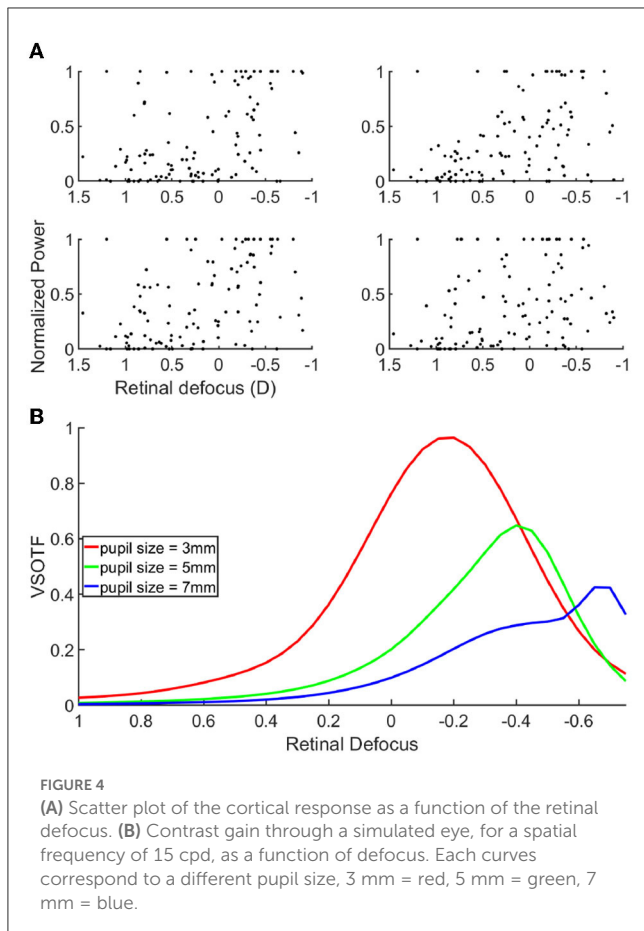 A
1
0.5
0
1.5 1 0.5 0 -0.5 -1
1
0.5
0
1.5 1 0.5 0 -0.5 -1
1
0.5
0
1.5 1 0.5 0 -0.5 -1
1
0.5
0
1.5 1 0.5 0 -0.5 -1
Normalized Power
Retinal defocus (D)
B
1
0.8
0.6
0.4
0.2
0
VSOTF
pupil size = 3mm
pupil size = 5mm
pupil size = 7mm
1 0.8 0.6 0.4 0.2 0 -0.2 -0.4 -0.6
Retinal Defocus
FIGURE 4
(A) Scatter plot of the cortical response as a function of the retinal
defocus. (B) Contrast gain through a simulated eye, for a spatial
frequency of 15 cpd, as a function of defocus. Each curves
correspond to a different pupil size, 3 mm = red, 5 mm = green, 7
mm = blue.